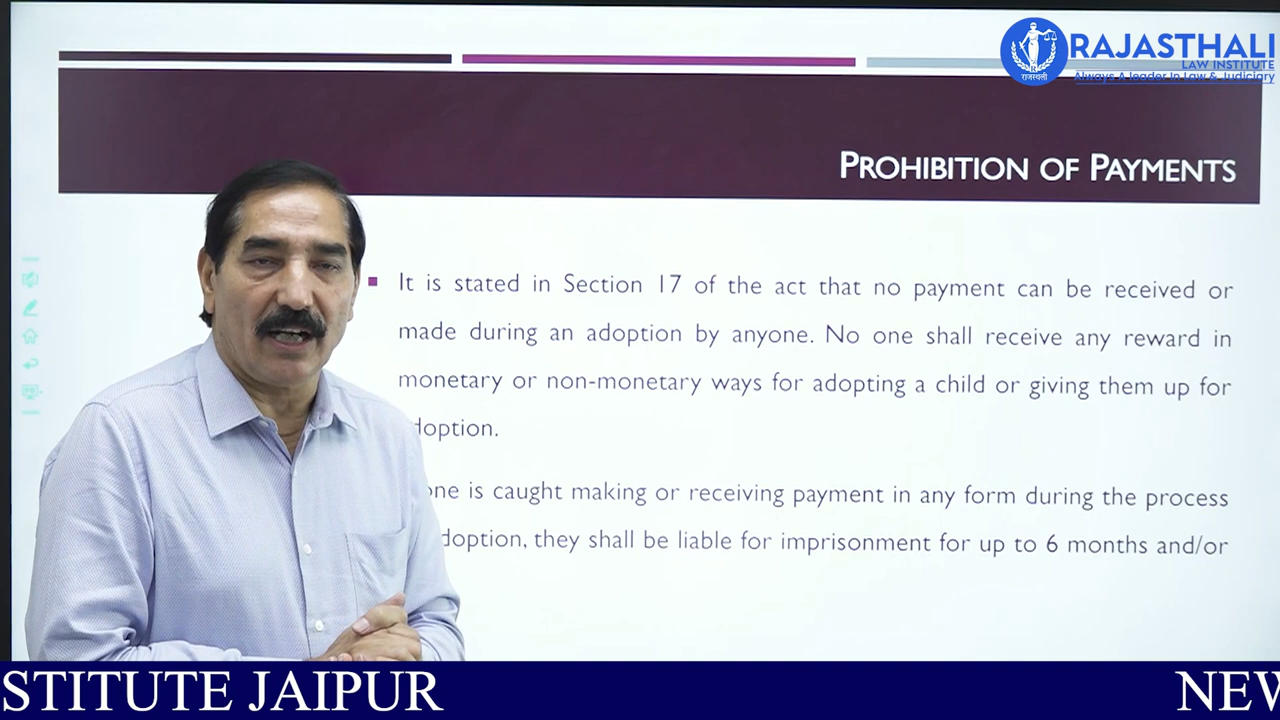 RAJASTHALI
LAW INSTITUTE
Always A leader In Law & Judiciary
राजस्थली
PROHIBITION OF PAYMENTS
It is stated in Section 17 of the act that no payment can be received or
made during an adoption by anyone. No one shall receive any reward in
monetary or non-monetary ways for adopting a child or giving them up for
doption.
one is caught making or receiving payment in any form during the process
doption, they shall be liable for imprisonment for up to 6 months and/or
STITUTE JAIPUR
NEW